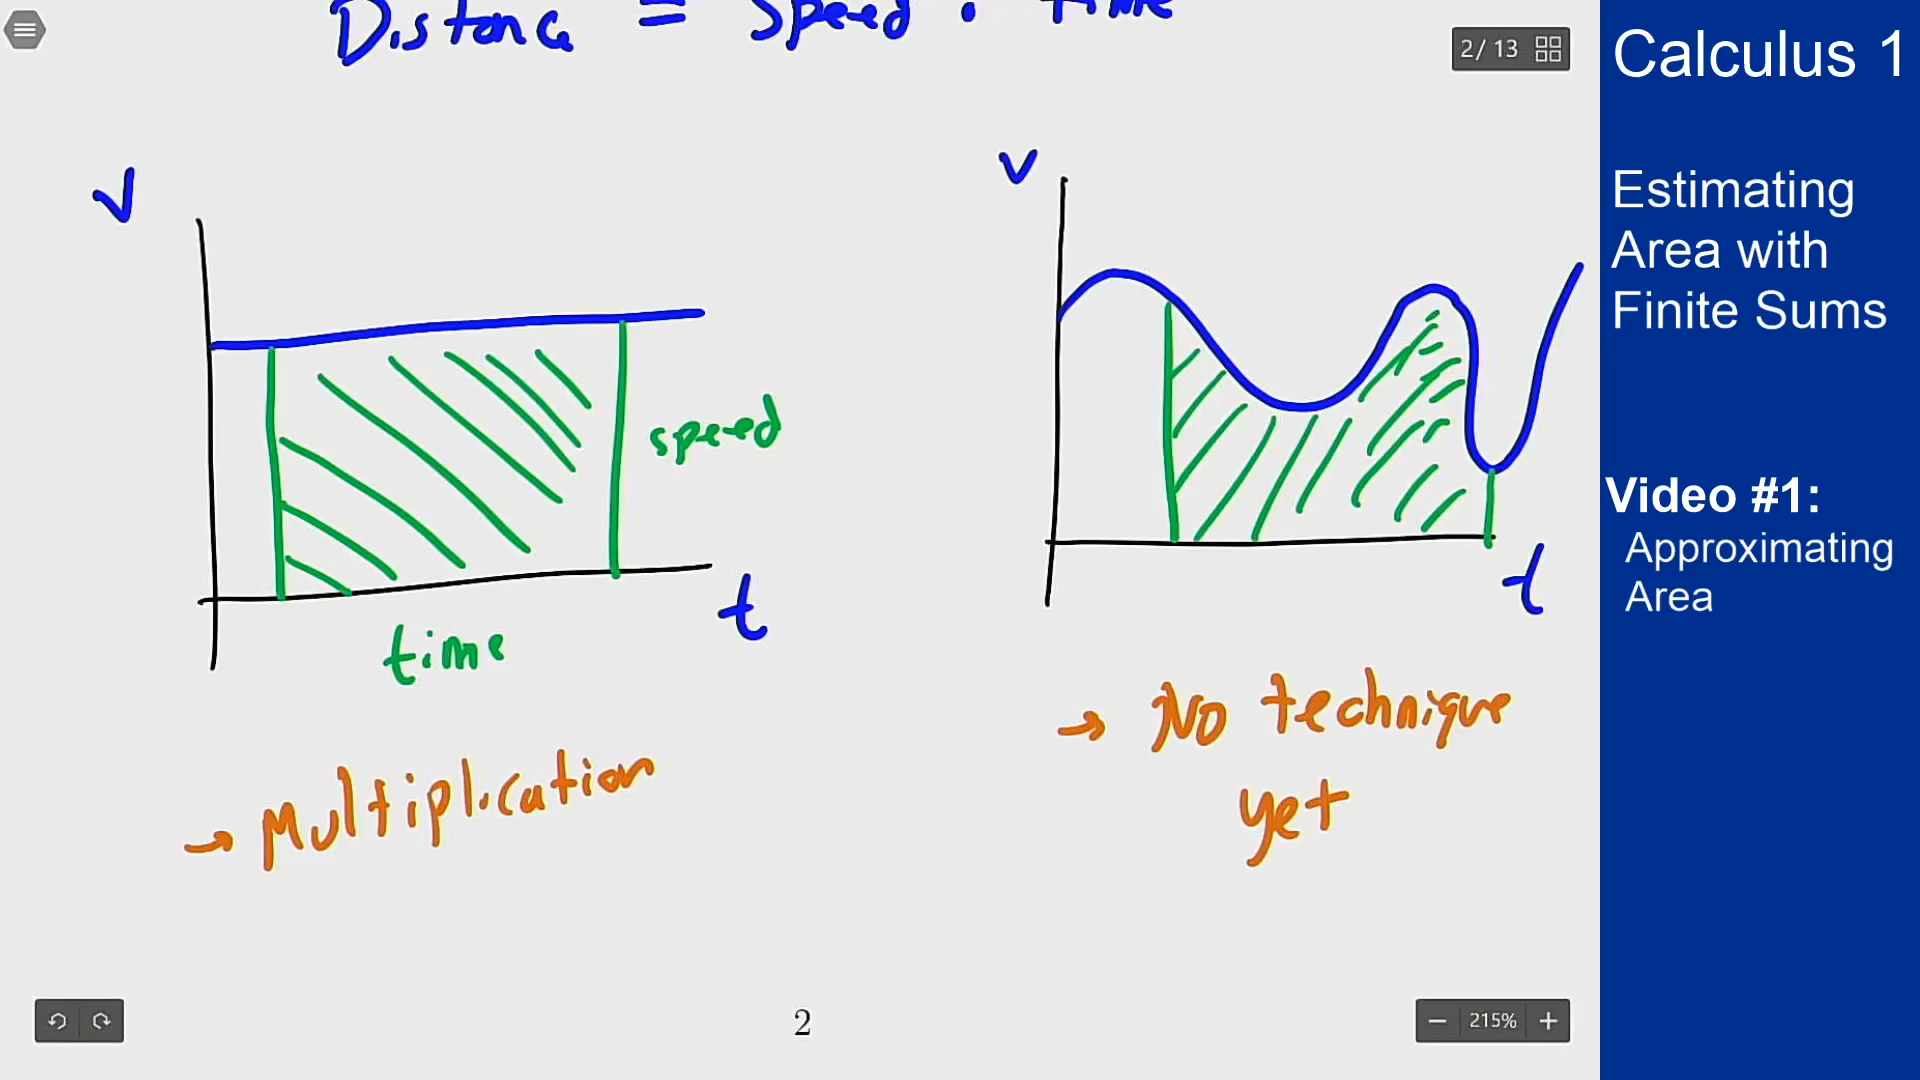 Distance = Speed · time
2/ 13
Calculus 1
Estimating
Area with
Finite Sums
Video #1:
Approximating
Area
v
speed
t
time
→ Multiplication
v
t
→ No technique
yet
2
215%